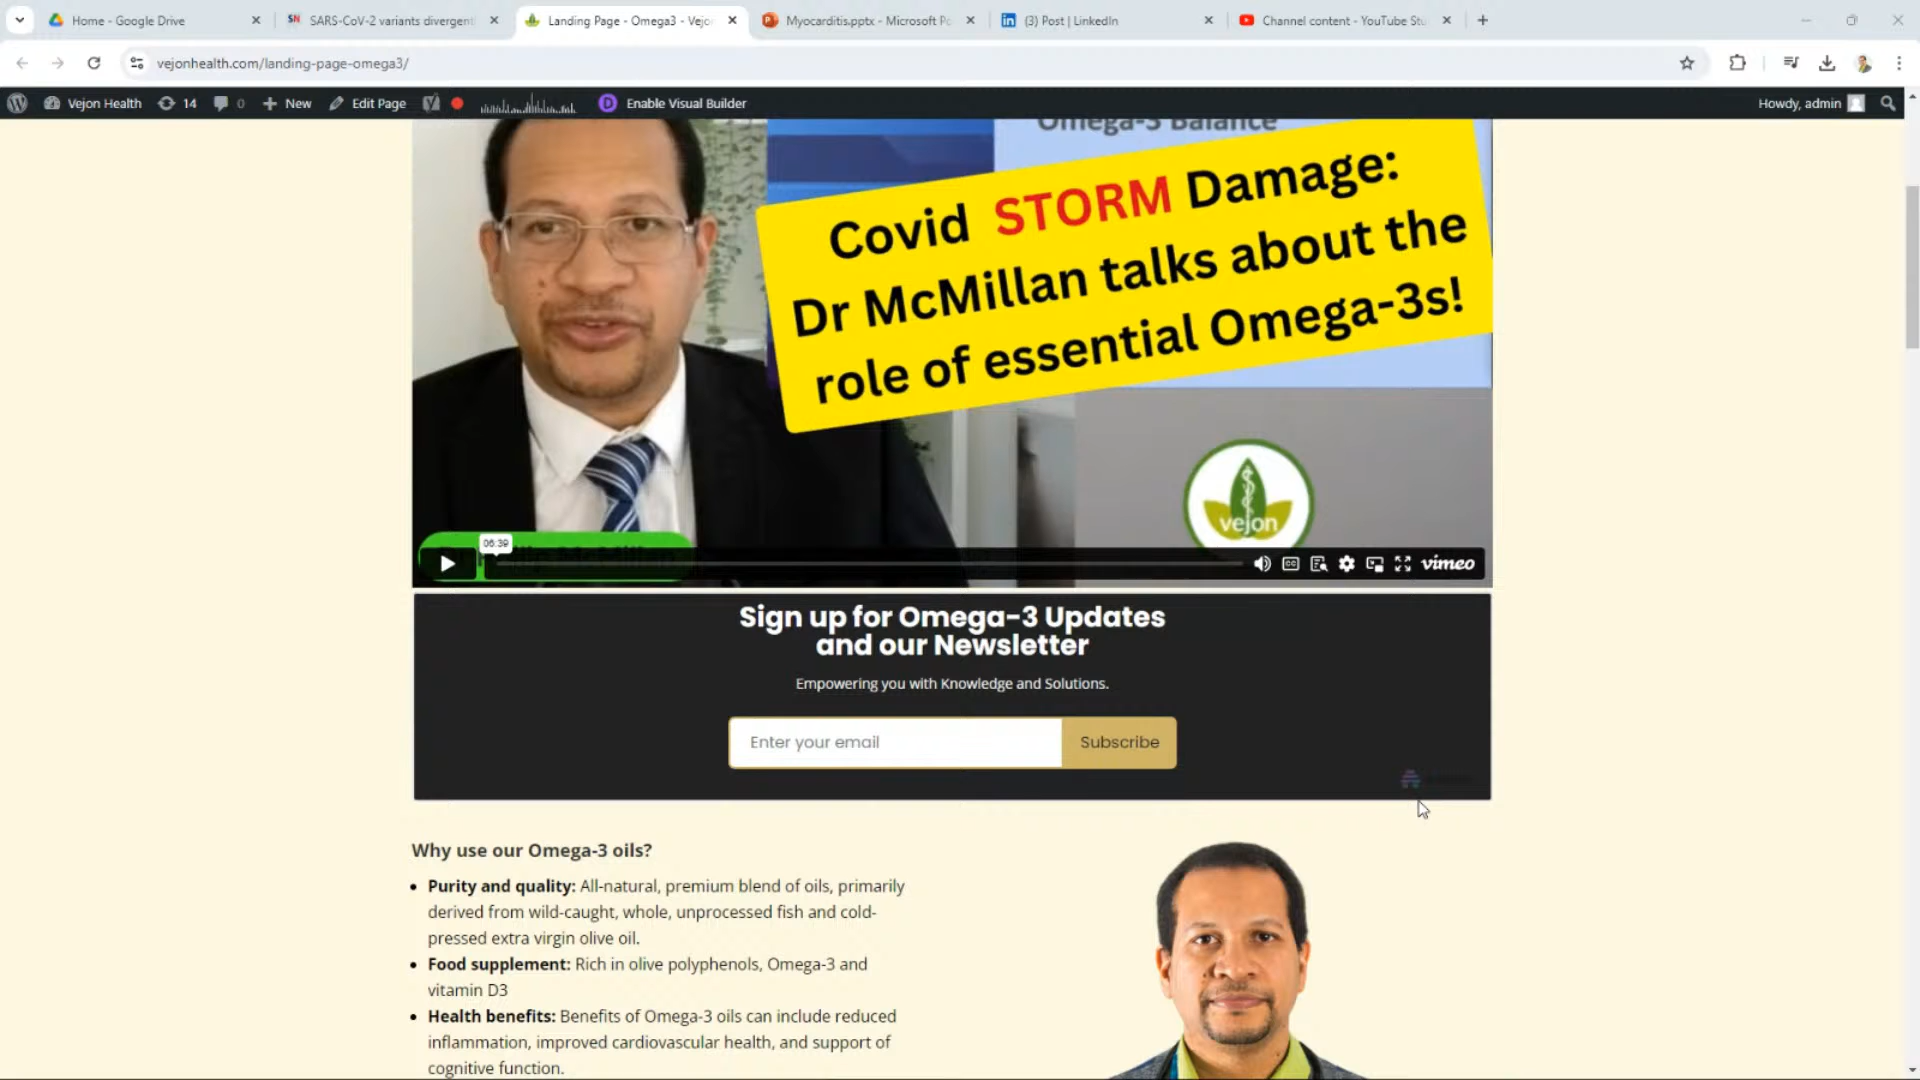 Home - Google Drive
SARS-CoV-2 variants divergent
Landing Page - Omega3 - Vejon
Myocarditis.pptx - Microsoft Po
(3) Post | LinkedIn
Channel content - YouTube Stu
vejonhealth.com/landing-page-omega3/
Vejon Health 14 0 New Edit Page Enable Visual Builder Howdy, admin
Omega-3 Balance
Covid STORM Damage:
Dr McMillan talks about the
role of essential Omega-3s!
vejon
06:39
vimeo
Sign up for Omega-3 Updates
and our Newsletter
Empowering you with Knowledge and Solutions.
Enter your email Subscribe
Why use our Omega-3 oils?
• Purity and quality: All-natural, premium blend of oils, primarily
derived from wild-caught, whole, unprocessed fish and cold-
pressed extra virgin olive oil.
• Food supplement: Rich in olive polyphenols, Omega-3 and
vitamin D3
• Health benefits: Benefits of Omega-3 oils can include reduced
inflammation, improved cardiovascular health, and support of
cognitive function.